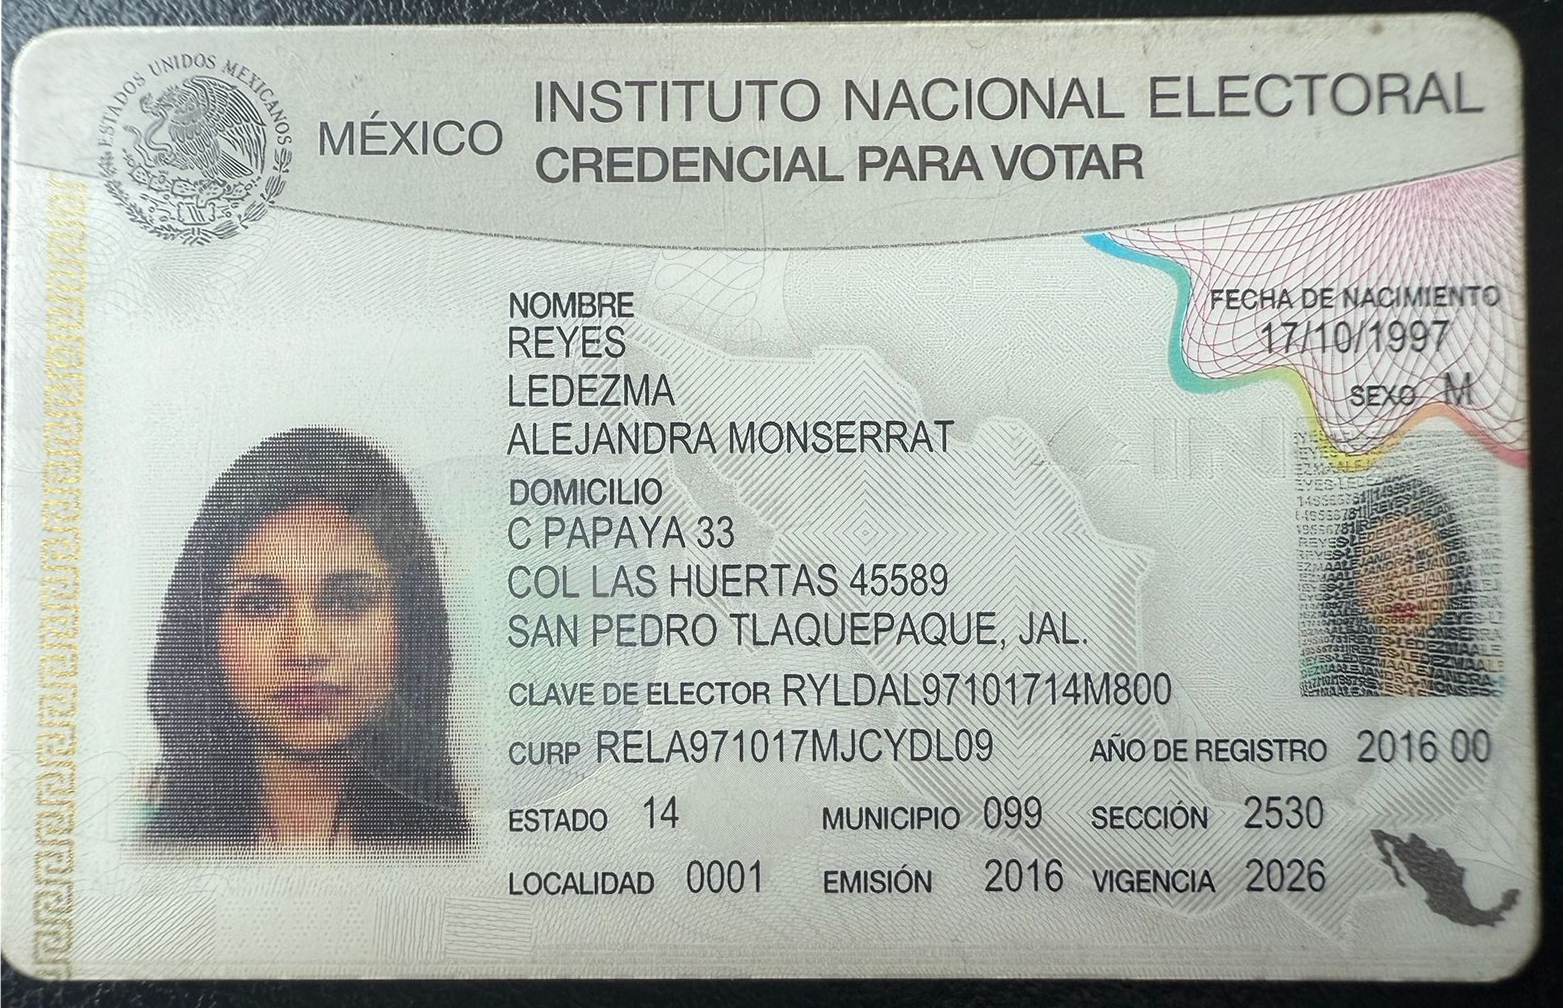 ESTADOS UNIDOS MEXICANOS
MÉXICO
INSTITUTO NACIONAL ELECTORAL
CREDENCIAL PARA VOTAR
NOMBRE
REYES
LEDEZMA
ALEJANDRA MONSERRAT
FECHA DE NACIMIENTO
17/10/1997
SEXO M
DOMICILIO
C PAPAYA 33
COL LAS HUERTAS 45589
SAN PEDRO TLAQUEPAQUE, JAL.
CLAVE DE ELECTOR RYLDAL97101714M800
CURP RELA971017MJCYDL09 AÑO DE REGISTRO 2016 00
ESTADO 14 MUNICIPIO 099 SECCIÓN 2530
LOCALIDAD 0001 EMISIÓN 2016 VIGENCIA 2026